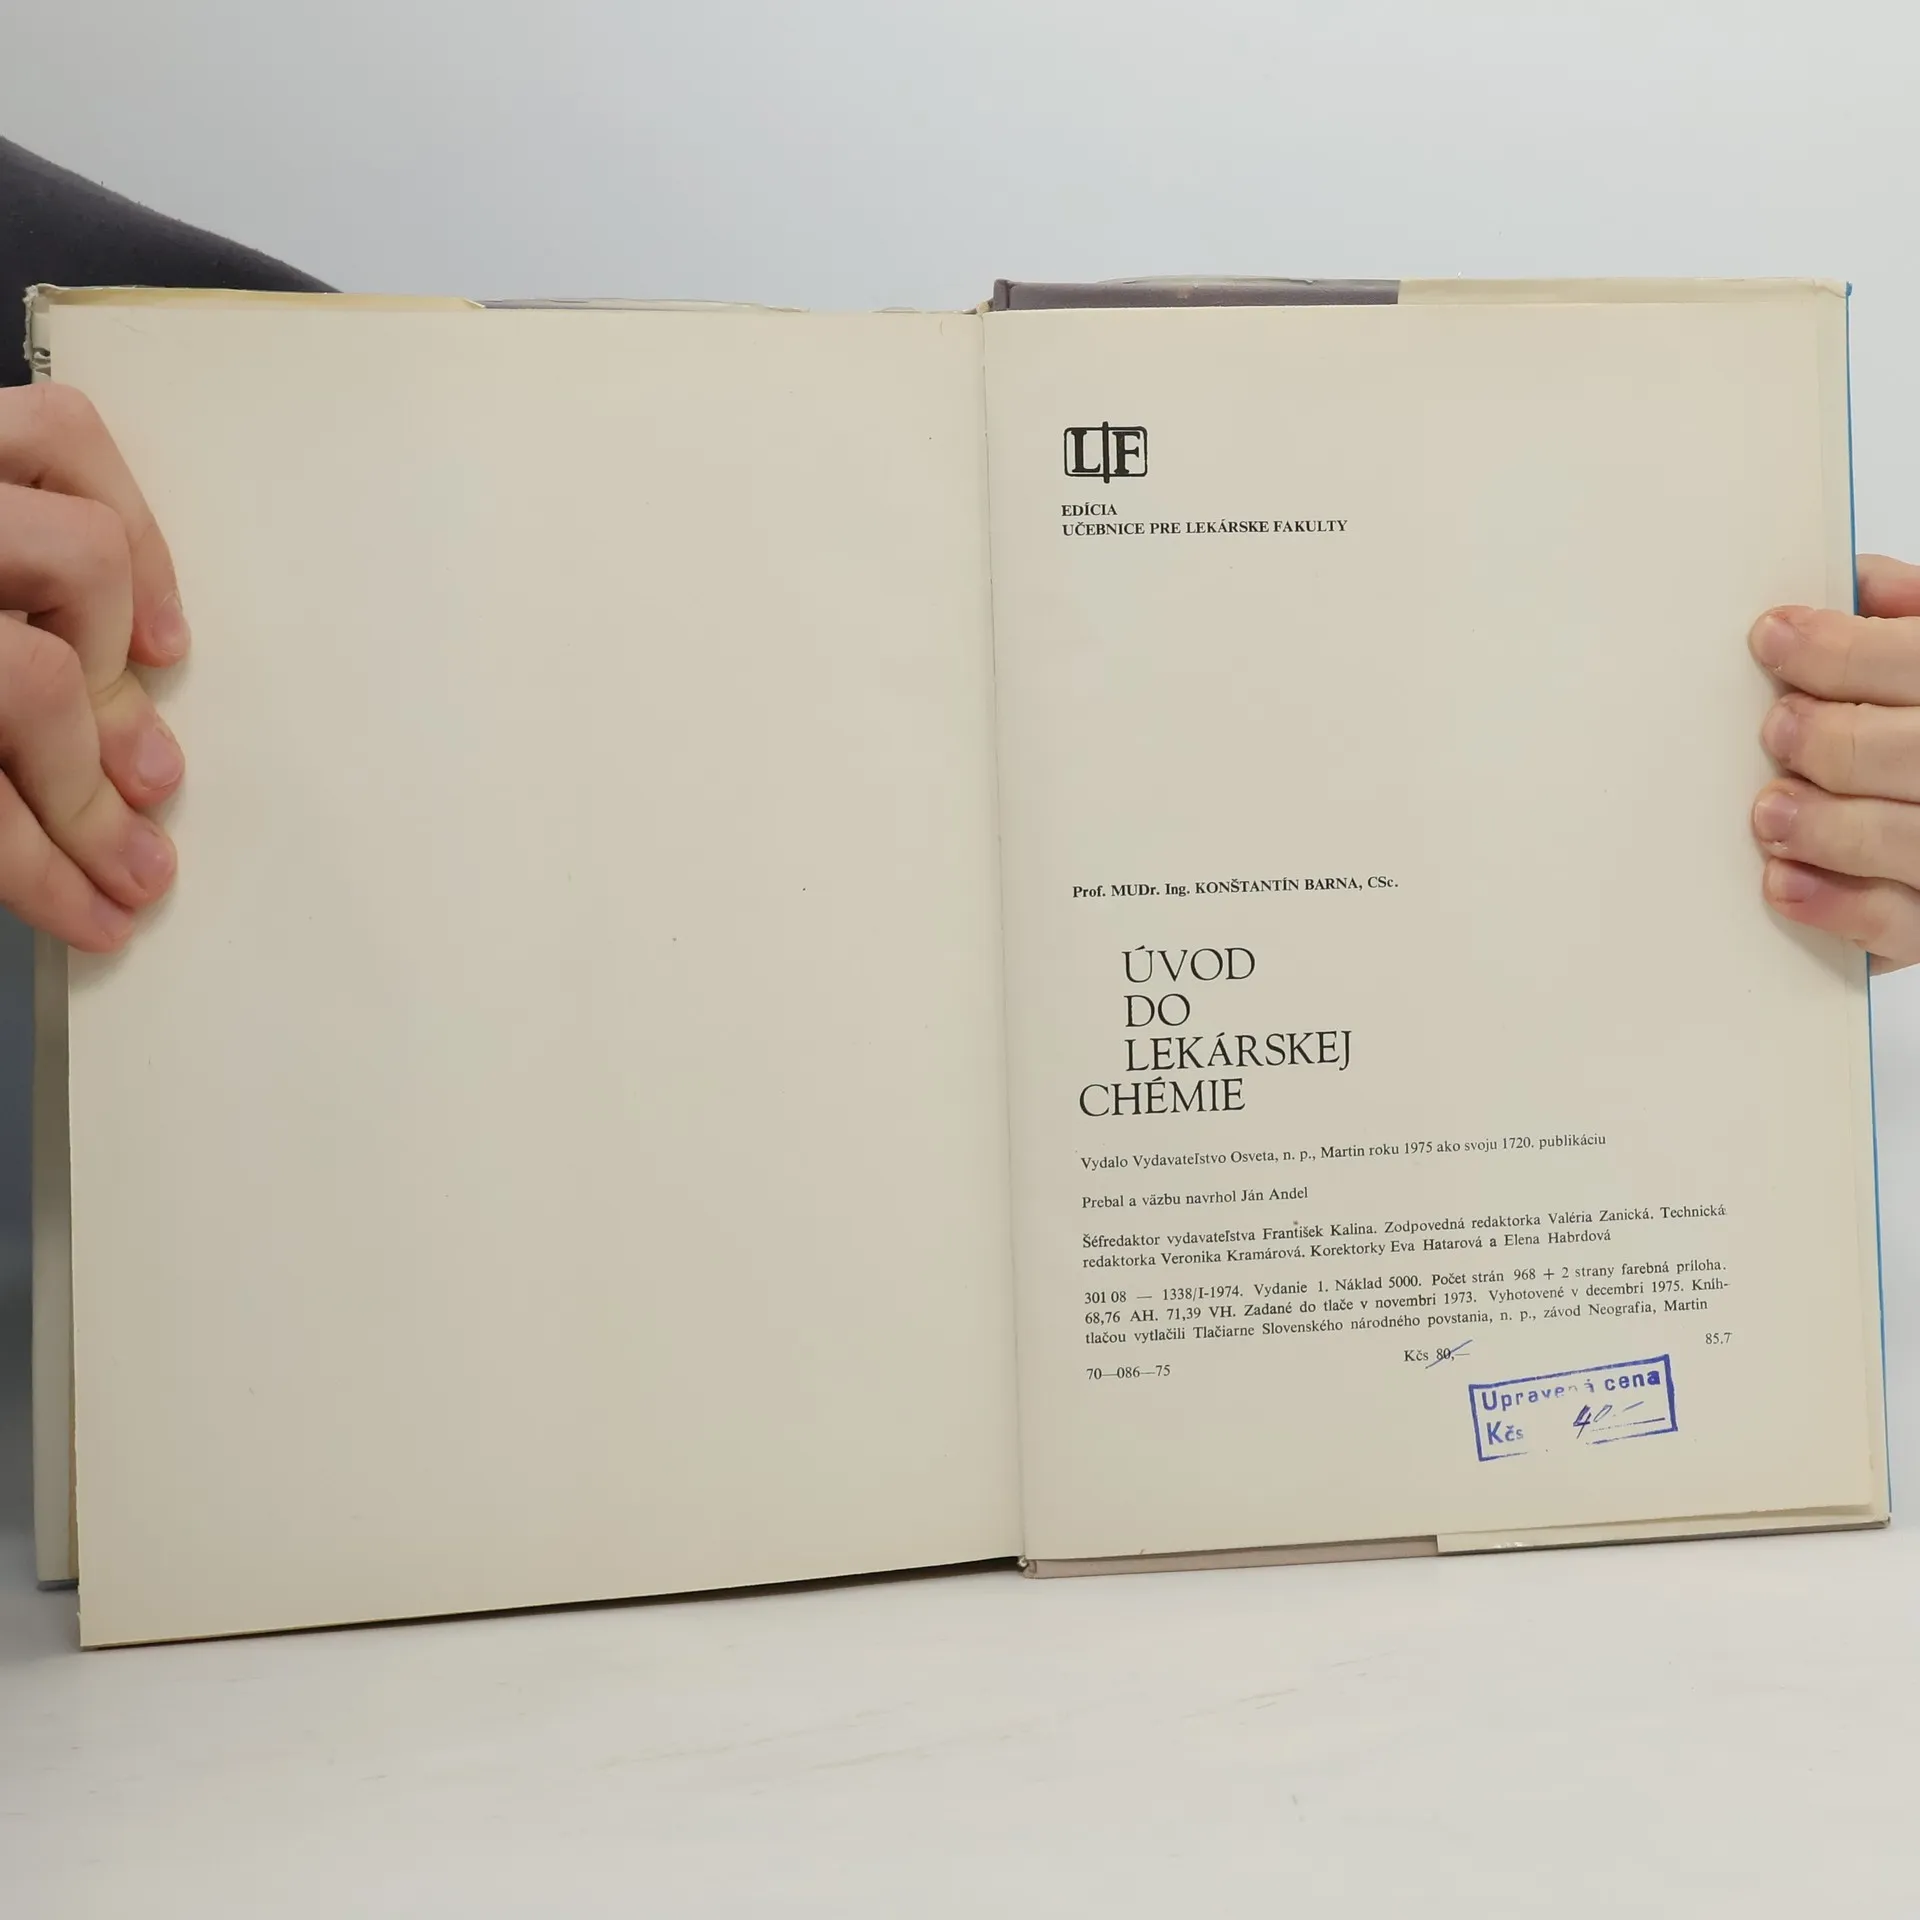 LF
EDÍCIA
UČEBNICE PRE LEKÁRSKE FAKULTY
Prof. MUDr. Ing. KONŠTANTÍN BARNA, CSc.
ÚVOD
DO
LEKÁRSKEJ
CHÉMIE
Vydalo Vydavateľstvo Osveta, n. p., Martin roku 1975 ako svoju 1720. publikáciu
Prebal a väzbu navrhol Ján Andel
Šéfredaktor vydavateľstva František Kalina. Zodpovedná redaktorka Valéria Zanická. Technická
redaktorka Veronika Kramárová. Korektorky Eva Hatarová a Elena Habrdová
301 08 — 1338/I-1974. Vydanie 1. Náklad 5000. Počet strán 968 + 2 strany farebná príloha.
68,76 AH. 71,39 VH. Zadané do tlače v novembri 1973. Vyhotovené v decembri 1975. Kníh-
tlačou vytlačili Tlačiarne Slovenského národného povstania, n. p., závod Neografia, Martin
85.7
Kčs 80,—
70—086—75
Upravená cena
Kčs 40.—